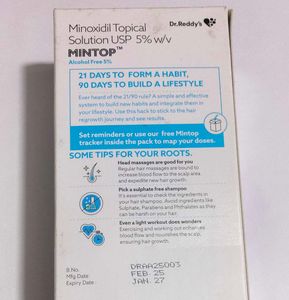 Minoxidil Topical
Solution USP 5% w/v
MINTOP™
Alcohol Free 5%
Dr.Reddy's
21 DAYS TO FORM A HABIT,
90 DAYS TO BUILD A LIFESTYLE
Ever heard of the 21/90 rule? A simple and effective
system to build new habits and integrate them in
your lifestyle. Use this hack to stick to the hair
regrowth journey and see results.
Set reminders or use our free Mintop
tracker inside the pack to map your doses.
SOME TIPS FOR YOUR ROOTS.
Head massages are good for you
Regular hair massages are bound to
increase blood flow to the scalp area
and expedite new hair growth.
Pick a sulphate free shampoo
It's essential to check the ingredients in
your hair shampoo. Avoid choosing
Sulphate, Parabens and Phthalates as they
can be harsh on your hair.
Even a light workout does wonders
Exercising and working out enhances
blood flow and nourishes the scalp,
ensuring hair growth.
B.No.
Mfg Date
Expiry Date
DRAA25003
FEB. 25
JAN. 27